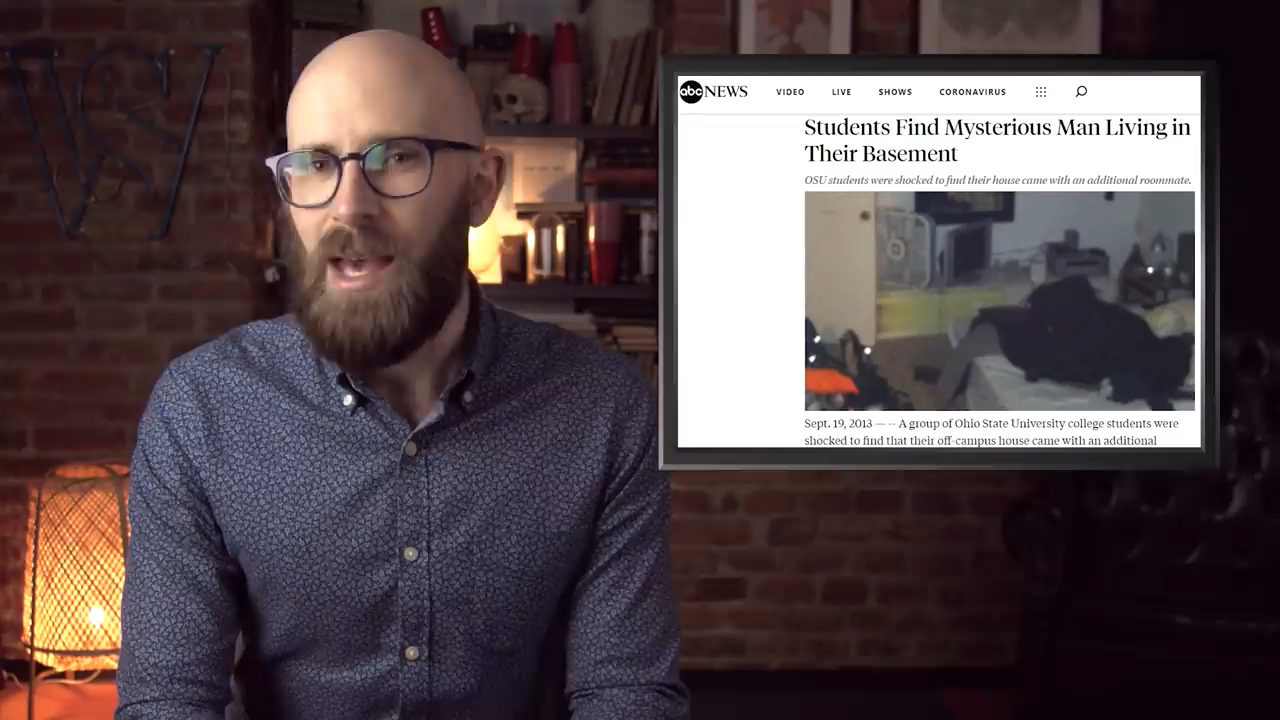 abc NEWS VIDEO LIVE SHOWS CORONAVIRUS
Students Find Mysterious Man Living in
Their Basement
OSU students were shocked to find their house came with an additional roommate.
Sept. 19, 2013 — -- A group of Ohio State University college students were
shocked to find that their off-campus house came with an additional